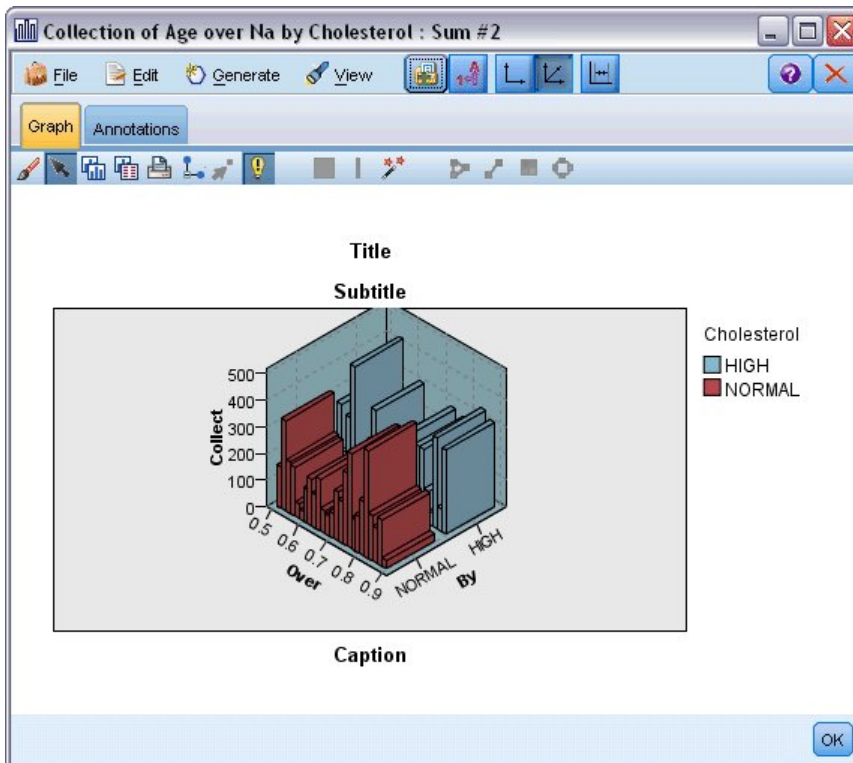 Collection of Age over Na by Cholesterol : Sum #2
File Edit Generate View
Graph Annotations
Title
Subtitle
Cholesterol
HIGH
NORMAL
500
400
300
200
100
0
Collect
0.5 0.6 0.7 0.8 0.9
Over
NORMAL HIGH
By
Caption
OK